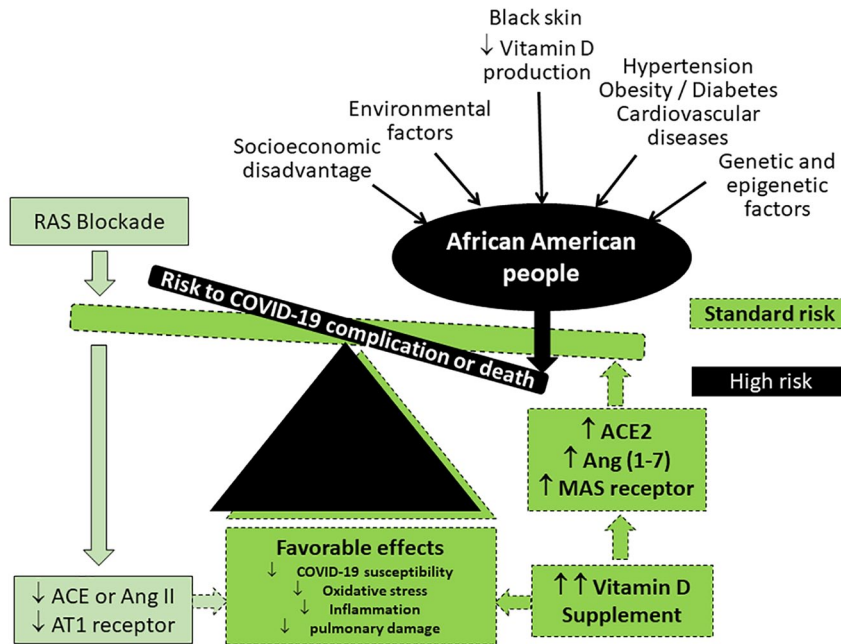 Black skin
↓ Vitamin D
production
Hypertension
Obesity / Diabetes
Cardiovascular
diseases
Environmental
factors
Socioeconomic
disadvantage
Genetic and
epigenetic
factors
RAS Blockade
African American
people
Risk to COVID-19 complication or death
Standard risk
High risk
↑ ACE2
↑ Ang (1-7)
↑ MAS receptor
Favorable effects
↓ COVID-19 susceptibility
↓ Oxidative stress
↓ Inflammation
↓ pulmonary damage
↓ ACE or Ang II
↓ AT1 receptor
↑ ↑ Vitamin D
Supplement